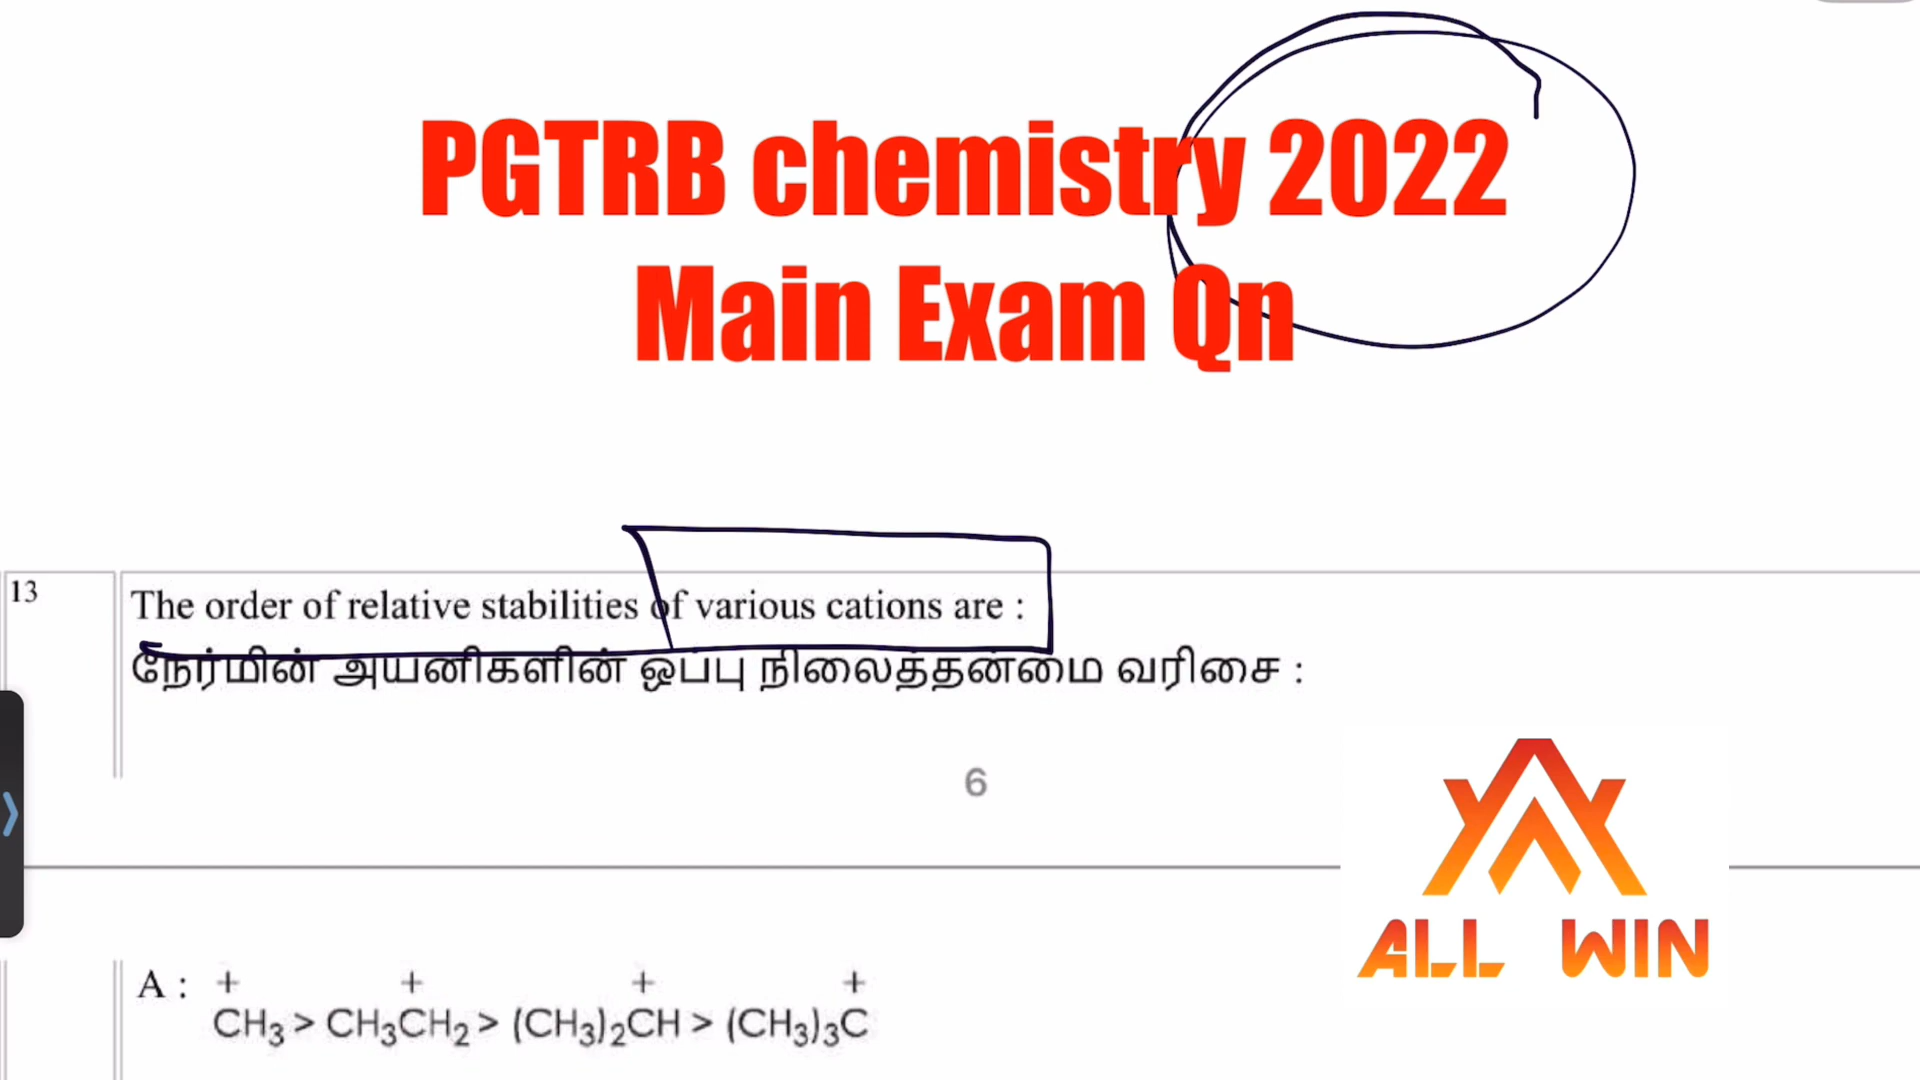 PGTRB chemistry 2022
Main Exam Qn
13
The order of relative stabilities of various cations are :
நேர்மின் அயனிகளின் ஒப்பு நிலைத்தன்மை வரிசை :
6
ALL WIN
A : + + + +
CH₃ > CH₃CH₂ > (CH₃)₂CH > (CH₃)₃C